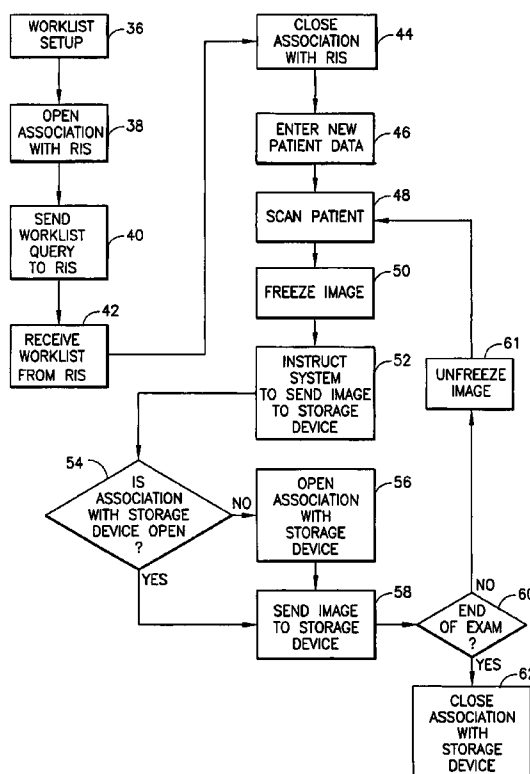 WORKLIST
SETUP
36
OPEN
ASSOCIATION
WITH RIS
38
SEND
WORKLIST
QUERY
TO RIS
40
42
RECEIVE
WORKLIST
FROM RIS
CLOSE
ASSOCIATION
WITH RIS
44
ENTER NEW
PATIENT DATA
46
SCAN PATIENT
48
FREEZE IMAGE
50
INSTRUCT
SYSTEM
TO SEND IMAGE
TO STORAGE
DEVICE
52
54
IS
ASSOCIATION
WITH STORAGE
DEVICE OPEN
?
NO
YES
OPEN
ASSOCIATION
WITH
STORAGE
DEVICE
56
SEND IMAGE
TO STORAGE
DEVICE
58
END
OF EXAM
?
60
NO
YES
61
UNFREEZE
IMAGE
62
CLOSE
ASSOCIATION
WITH
STORAGE
DEVICE